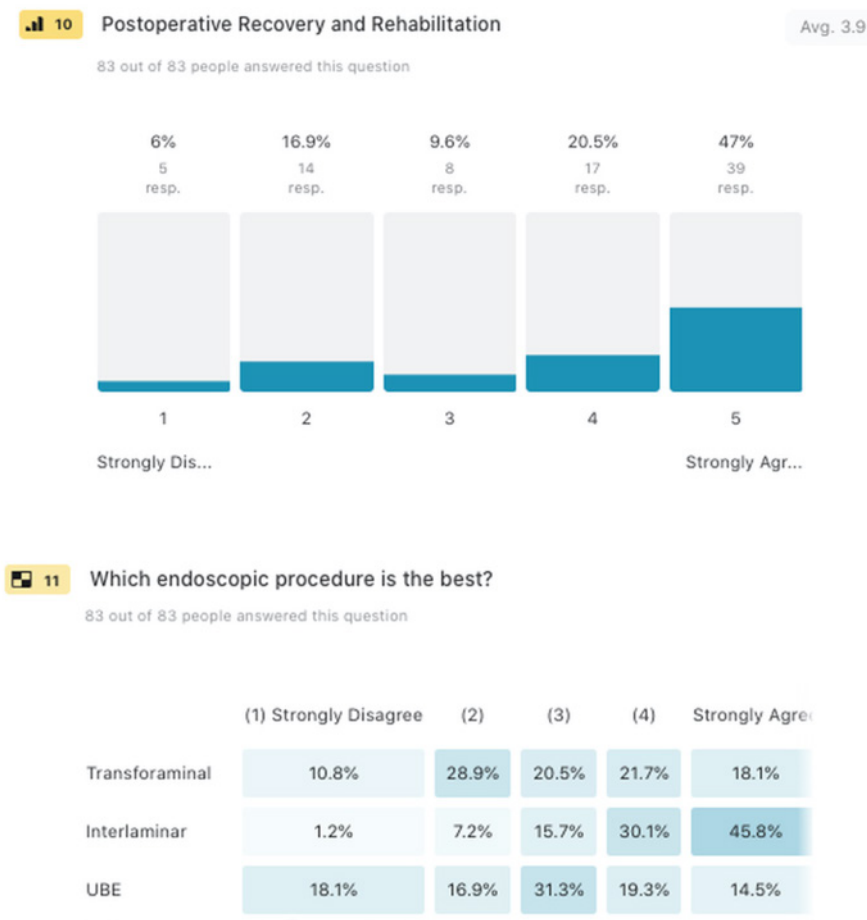 10 Postoperative Recovery and Rehabilitation Avg. 3.9
83 out of 83 people answered this question
6% 16.9% 9.6% 20.5% 47%
5 14 8 17 39
resp. resp. resp. resp. resp.
1 2 3 4 5
Strongly Dis... Strongly Agr...
11 Which endoscopic procedure is the best?
83 out of 83 people answered this question
(1) Strongly Disagree (2) (3) (4) Strongly Agree
Transforaminal 10.8% 28.9% 20.5% 21.7% 18.1%
Interlaminar 1.2% 7.2% 15.7% 30.1% 45.8%
UBE 18.1% 16.9% 31.3% 19.3% 14.5%